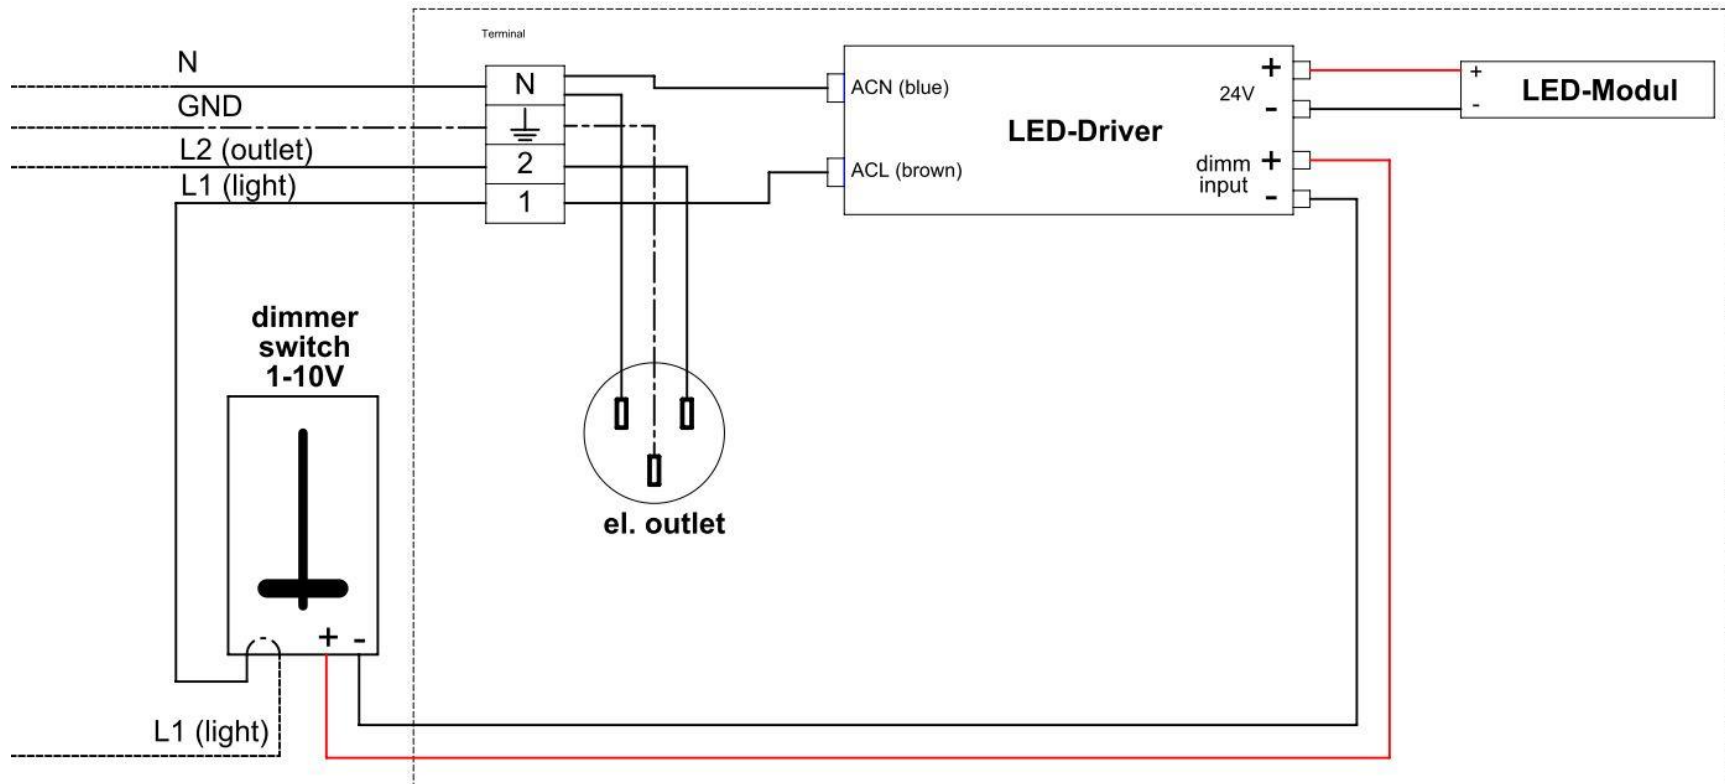 Terminal
N
GND
L2 (outlet)
L1 (light)
N
2
1
ACN (blue)
ACL (brown)
LED-Driver
24V
+
-
dimm
input
+
-
+
-
LED-Modul
dimmer
switch
1-10V
+ -
L1 (light)
el. outlet